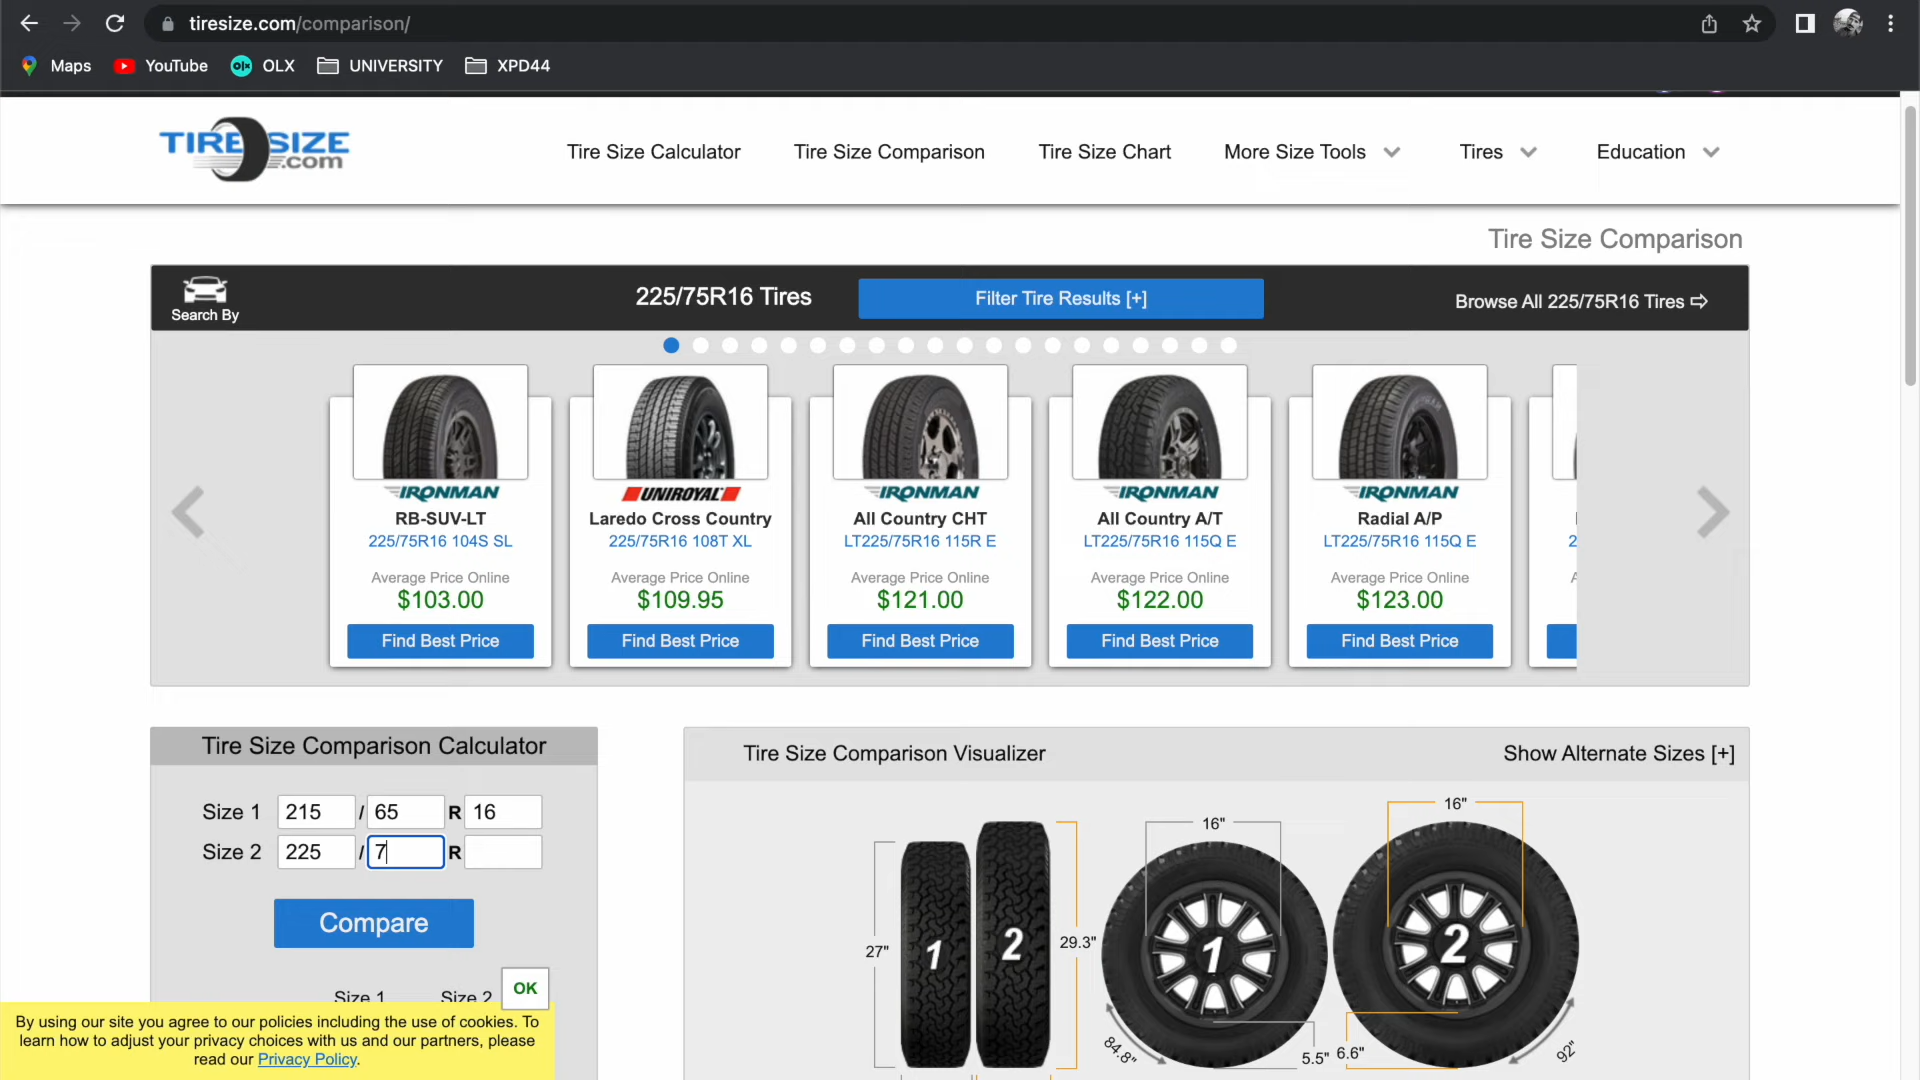 tiresize.com/comparison/
Maps YouTube OLX UNIVERSITY XPD44
TIRE SIZE .com
Tire Size Calculator Tire Size Comparison Tire Size Chart More Size Tools Tires Education
Tire Size Comparison
Search By
225/75R16 Tires
Filter Tire Results [+]
Browse All 225/75R16 Tires ⇨
IRONMAN
RB-SUV-LT
225/75R16 104S SL
Average Price Online
$103.00
Find Best Price
UNIROYAL
Laredo Cross Country
225/75R16 108T XL
Average Price Online
$109.95
Find Best Price
IRONMAN
All Country CHT
LT225/75R16 115R E
Average Price Online
$121.00
Find Best Price
IRONMAN
All Country A/T
LT225/75R16 115Q E
Average Price Online
$122.00
Find Best Price
IRONMAN
Radial A/P
LT225/75R16 115Q E
Average Price Online
$123.00
Find Best Price
Tire Size Comparison Calculator
Size 1 215 / 65 R 16
Size 2 225 / 7 R
Compare
Size 1 Size 2
OK
By using our site you agree to our policies including the use of cookies. To
learn how to adjust your privacy choices with us and our partners, please
read our Privacy Policy.
Tire Size Comparison Visualizer
Show Alternate Sizes [+]
27"
1
2
29.3"
16"
1
84.8"
5.5"
16"
2
6.6"
92"